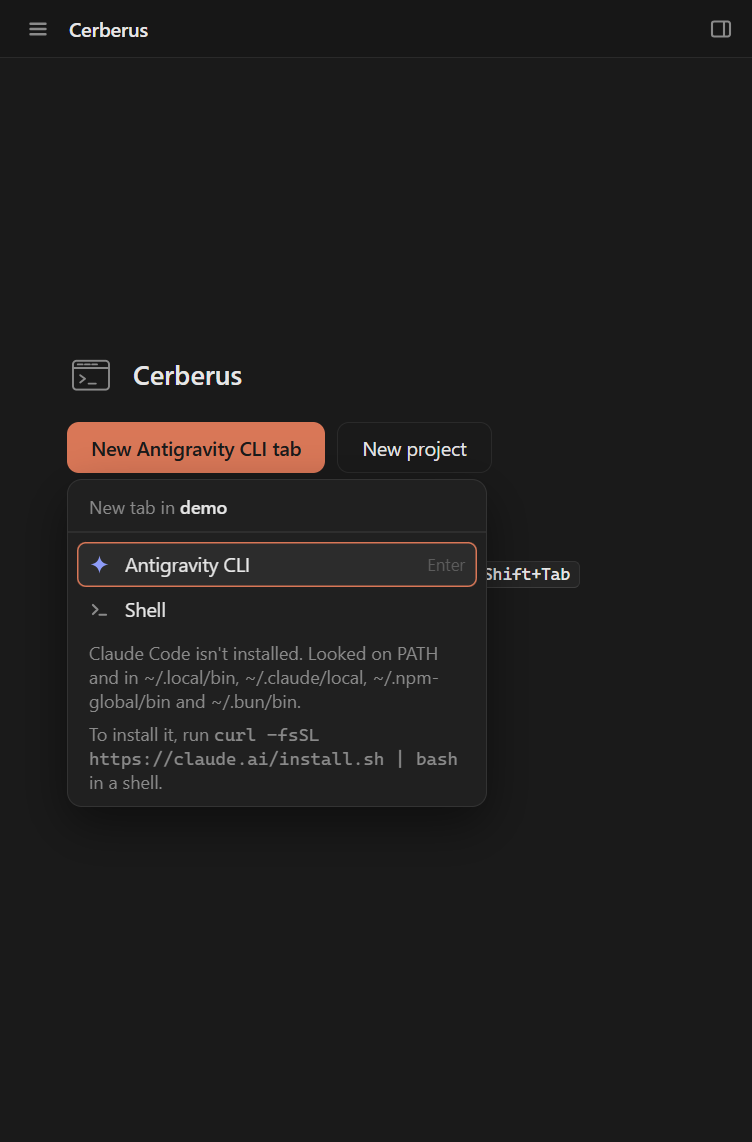 Cerberus
Cerberus
New Antigravity CLI tab
New project
New tab in demo
Antigravity CLI
Enter
Shift+Tab
Shell
Claude Code isn't installed. Looked on PATH
and in ~/.local/bin, ~/.claude/local, ~/.npm-
global/bin and ~/.bun/bin.
To install it, run curl -fsSL
https://claude.ai/install.sh | bash
in a shell.